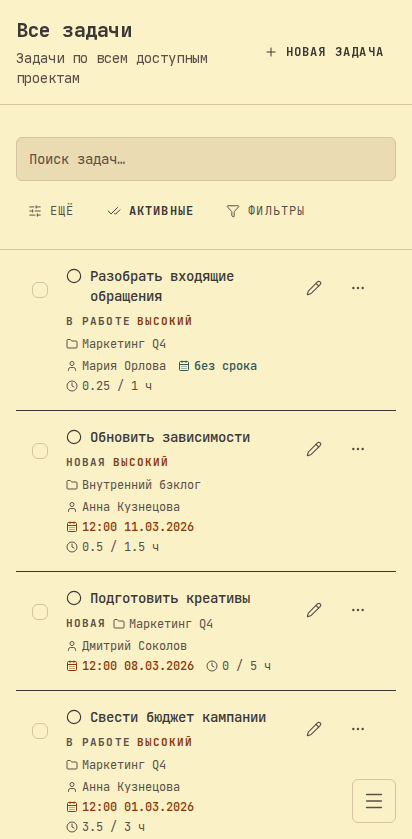 Все задачи
Задачи по всем доступным
проектам
НОВАЯ ЗАДАЧА
Поиск задач…
ЕЩЁ
АКТИВНЫЕ
ФИЛЬТРЫ
Разобрать входящие
обращения
В РАБОТЕ ВЫСОКИЙ
Маркетинг Q4
Мария Орлова без срока
0.25 / 1 ч
Обновить зависимости
НОВАЯ ВЫСОКИЙ
Внутренний бэклог
Анна Кузнецова
12:00 11.03.2026
0.5 / 1.5 ч
Подготовить креативы
НОВАЯ Маркетинг Q4
Дмитрий Соколов
12:00 08.03.2026 0 / 5 ч
Свести бюджет кампании
В РАБОТЕ ВЫСОКИЙ
Маркетинг Q4
Анна Кузнецова
12:00 01.03.2026
3.5 / 3 ч